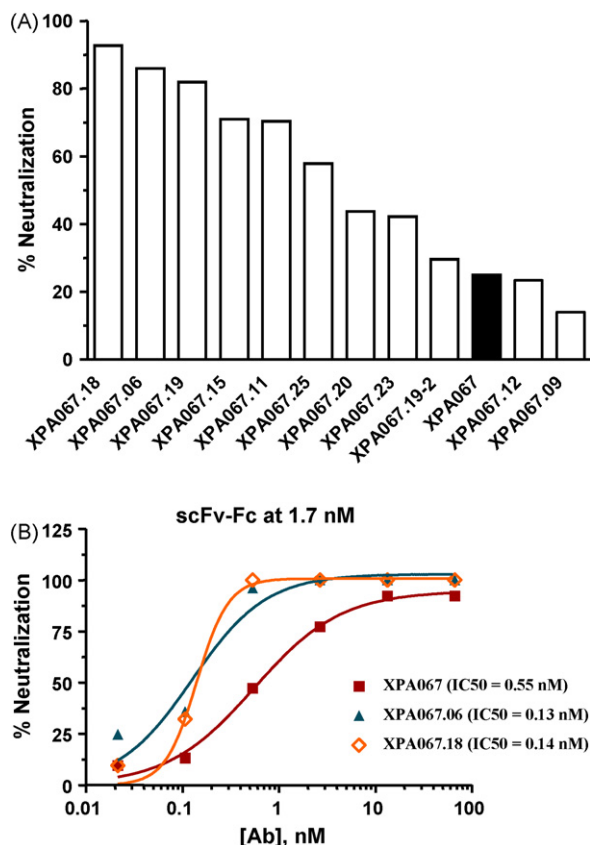 (A)
100
80
60
40
20
0
% Neutralization
XPA067.18
XPA067.06
XPA067.19
XPA067.15
XPA067.11
XPA067.25
XPA067.20
XPA067.23
XPA067.19-2
XPA067
XPA067.12
XPA067.09
scFv-Fc at 1.7 nM
(B)
125
100
75
50
25
0
% Neutralization
XPA067 (IC50 = 0.55 nM)
XPA067.06 (IC50 = 0.13 nM)
XPA067.18 (IC50 = 0.14 nM)
0.01 0.1 1 10 100
[Ab], nM